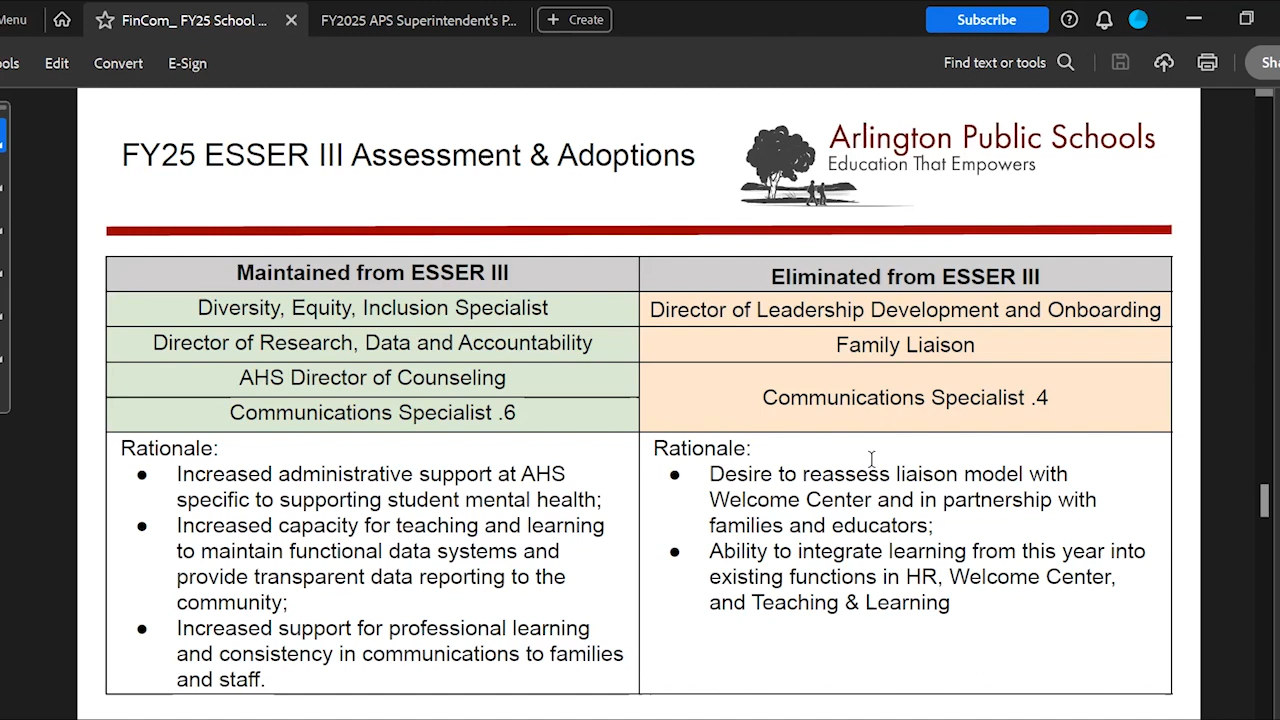 Menu
FinCom_ FY25 School ...
FY2025 APS Superintendent's P...
Create
Subscribe
Edit
Convert
E-Sign
Find text or tools
FY25 ESSER III Assessment & Adoptions
Arlington Public Schools
Education That Empowers
Maintained from ESSER III
Eliminated from ESSER III
Diversity, Equity, Inclusion Specialist
Director of Leadership Development and Onboarding
Director of Research, Data and Accountability
Family Liaison
AHS Director of Counseling
Communications Specialist .4
Communications Specialist .6
Rationale:
● Increased administrative support at AHS
specific to supporting student mental health;
● Increased capacity for teaching and learning
to maintain functional data systems and
provide transparent data reporting to the
community;
● Increased support for professional learning
and consistency in communications to families
and staff.
Rationale:
● Desire to reassess liaison model with
Welcome Center and in partnership with
families and educators;
● Ability to integrate learning from this year into
existing functions in HR, Welcome Center,
and Teaching & Learning